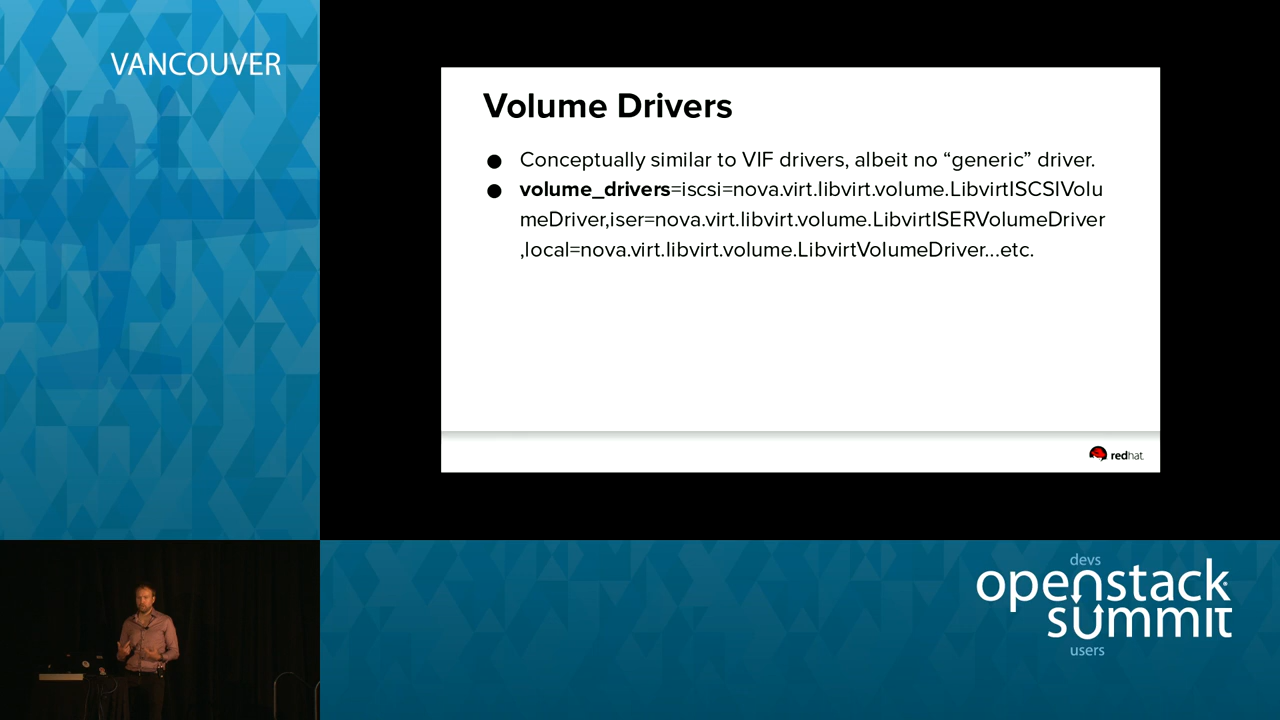 VANCOUVER
Volume Drivers
● Conceptually similar to VIF drivers, albeit no “generic” driver.
● volume_drivers=iscsi=nova.virt.libvirt.volume.LibvirtISCSIVolu
meDriver,iser=nova.virt.libvirt.volume.LibvirtISERVolumeDriver
,local=nova.virt.libvirt.volume.LibvirtVolumeDriver...etc.
redhat
devs
openstack
summit
users